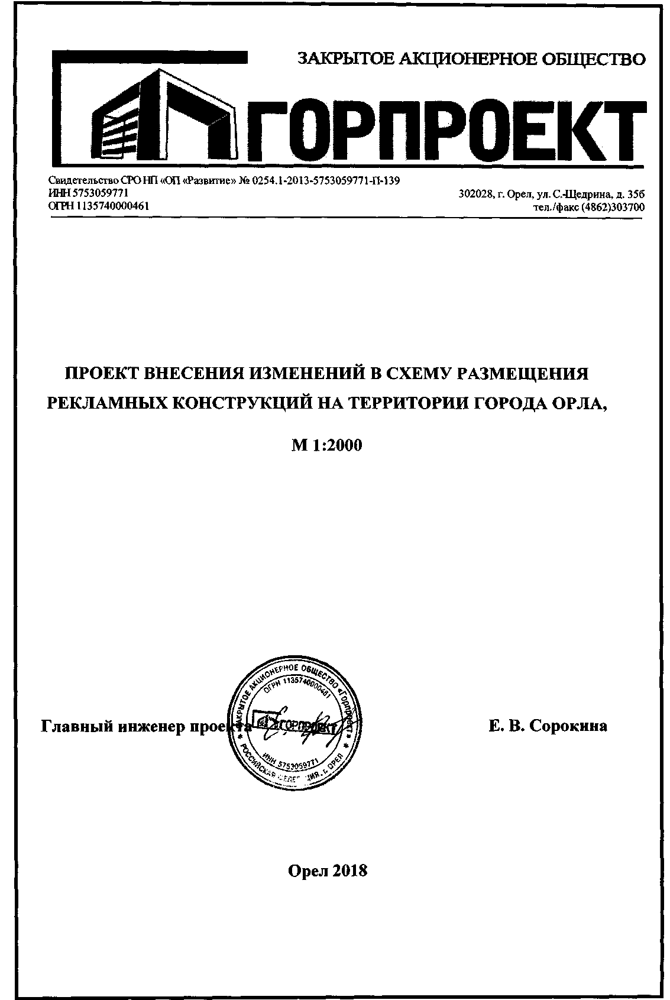 ЗАКРЫТОЕ АКЦИОНЕРНОЕ ОБЩЕСТВО
ГОРПРОЕКТ
Свидетельство СРО НП «ОП «Развитие» № 0254.1-2013-5753059771-П-139
ИНН 5753059771
ОГРН 1135740000461
302028, г. Орел, ул. С.-Щедрина, д. 35б
тел./факс (4862)303700
ПРОЕКТ ВНЕСЕНИЯ ИЗМЕНЕНИЙ В СХЕМУ РАЗМЕЩЕНИЯ
РЕКЛАМНЫХ КОНСТРУКЦИЙ НА ТЕРРИТОРИИ ГОРОДА ОРЛА,
М 1:2000
Главный инженер проекта
Е. В. Сорокина
ЗАКРЫТОЕ АКЦИОНЕРНОЕ ОБЩЕСТВО «Горпроект»
ОГРН 1135740000461
ГОРПРОЕКТ
ИНН 5753059771
РОССИЙСКАЯ г. ОРЕЛ
Орел 2018